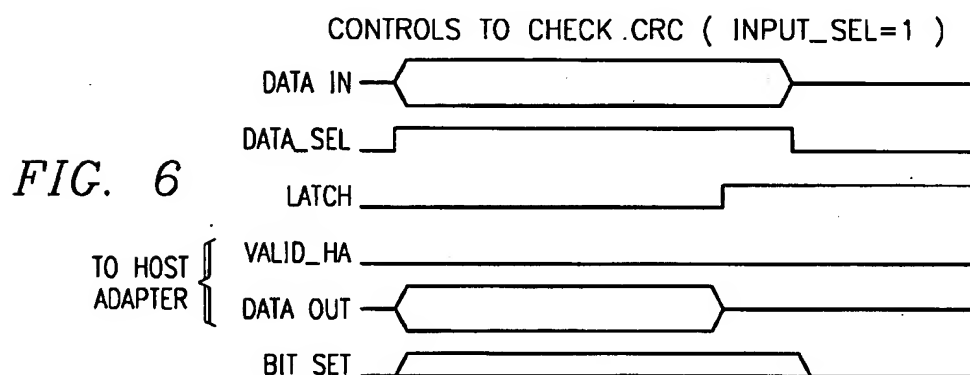 CONTROLS TO CHECK .CRC ( INPUT_SEL=1 )
DATA IN
DATA_SEL
FIG. 6
LATCH
TO HOST
ADAPTER
VALID_HA
DATA OUT
BIT SET